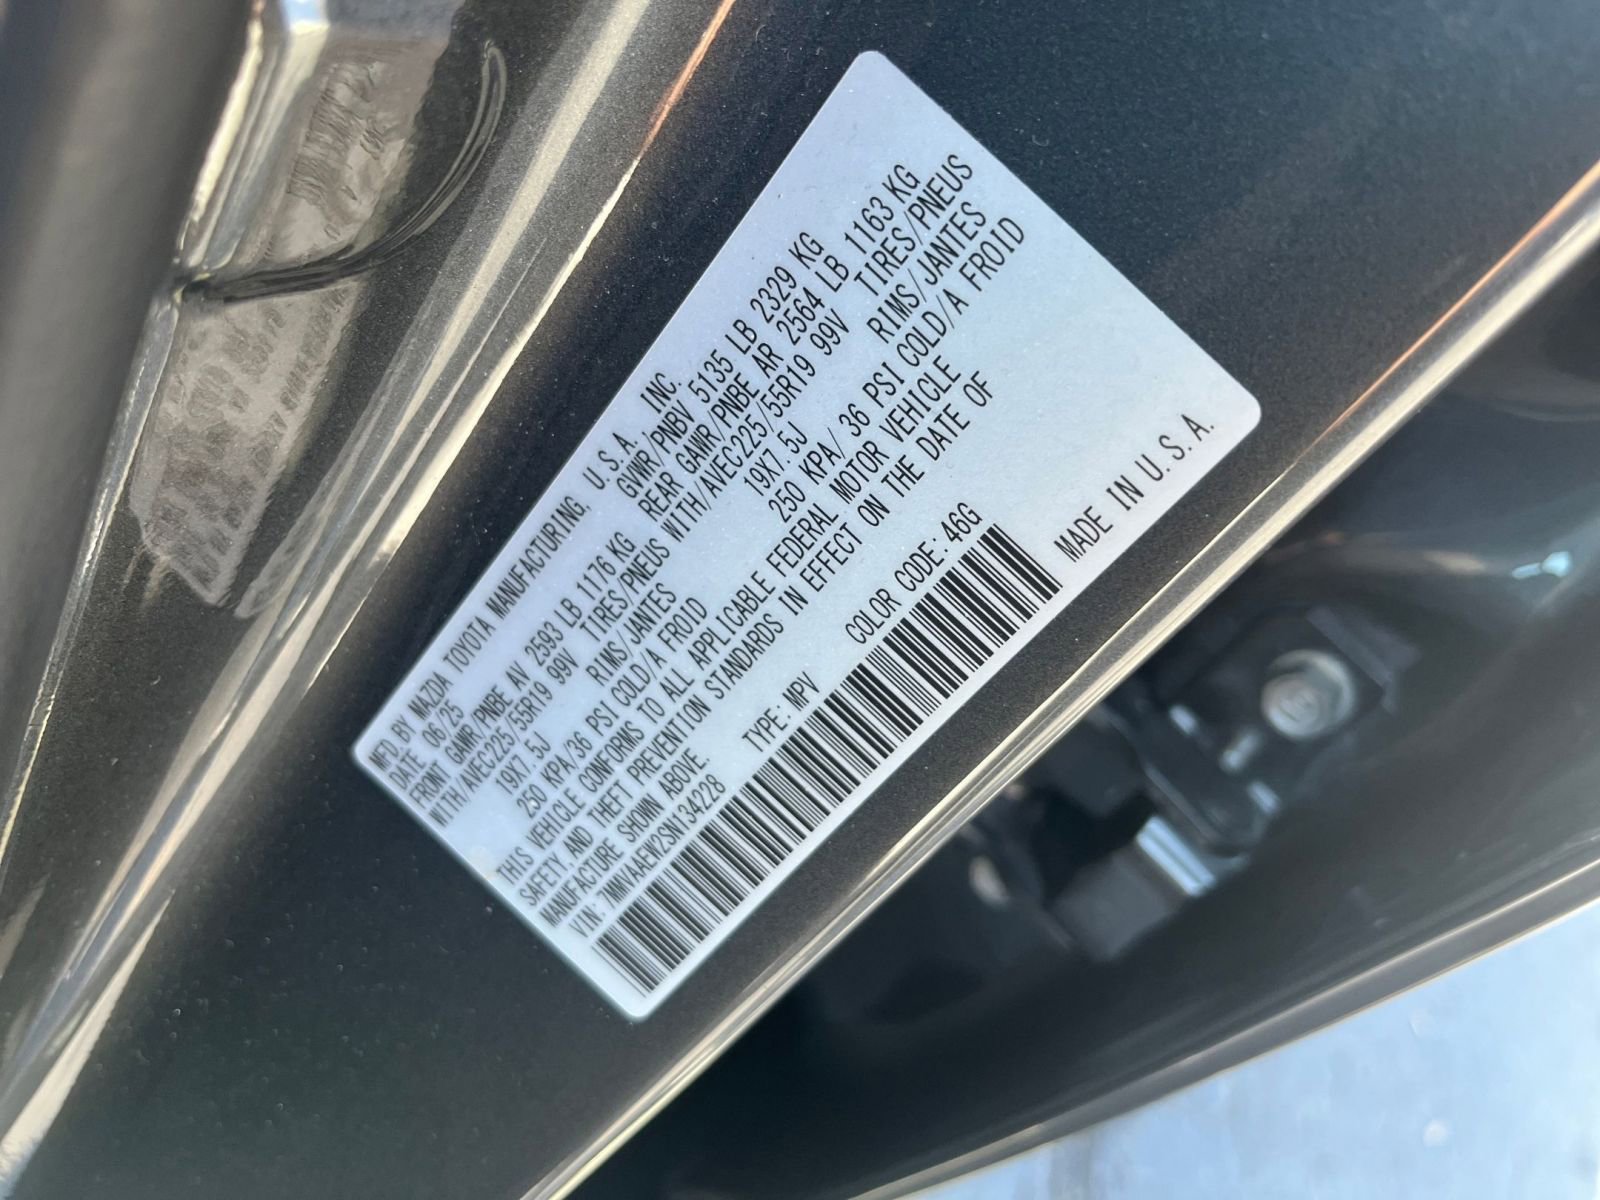 MFD. BY MAZDA TOYOTA MANUFACTURING, U.S.A., INC.
DATE 06/25 GVWR/PNBV 5135 LB 2329 KG
FRONT GAWR/PNBE AV 2593 LB 1176 KG REAR GAWR/PNBE AR 2564 LB 1163 KG
WITH/AVEC225/55R19 99V TIRES/PNEUS WITH/AVEC225/55R19 99V TIRES/PNEUS
19X7.5J RIMS/JANTES 19X7.5J RIMS/JANTES
250 KPA/36 PSI COLD/A FROID 250 KPA/ 36 PSI COLD/A FROID
THIS VEHICLE CONFORMS TO ALL APPLICABLE FEDERAL MOTOR VEHICLE
SAFETY, AND THEFT PREVENTION STANDARDS IN EFFECT ON THE DATE OF
MANUFACTURE SHOWN ABOVE.
VIN: 7MMVAAEW2SN134228 TYPE: MPV COLOR CODE: 46G
MADE IN U.S.A.